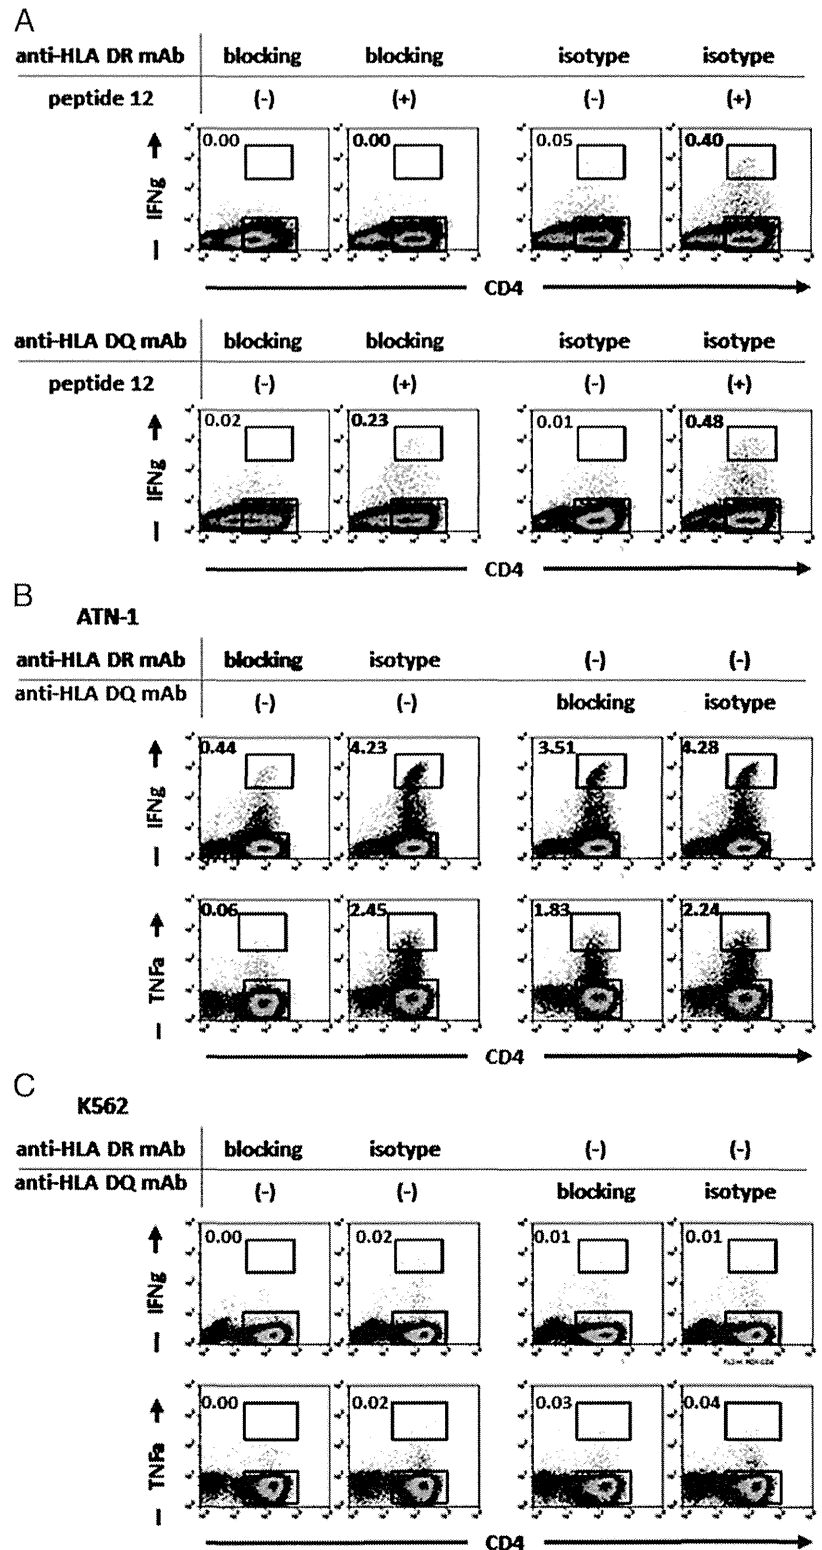 A
anti-HLA DR mAb blocking blocking isotype isotype
peptide 12 (-) (+) (-) (+)
0.00 0.00 0.05 0.40
IFNg
CD4
anti-HLA DQ mAb blocking blocking isotype isotype
peptide 12 (-) (+) (-) (+)
0.02 0.23 0.01 0.48
IFNg
CD4
B
ATN-1
anti-HLA DR mAb blocking isotype (-) (-)
anti-HLA DQ mAb (-) (-) blocking isotype
0.44 4.23 3.51 4.28
IFNg
0.06 2.45 1.83 2.24
TNFa
CD4
C
K562
anti-HLA DR mAb blocking isotype (-) (-)
anti-HLA DQ mAb (-) (-) blocking isotype
0.00 0.02 0.01 0.01
IFNg
0.00 0.02 0.03 0.04
TNFa
CD4